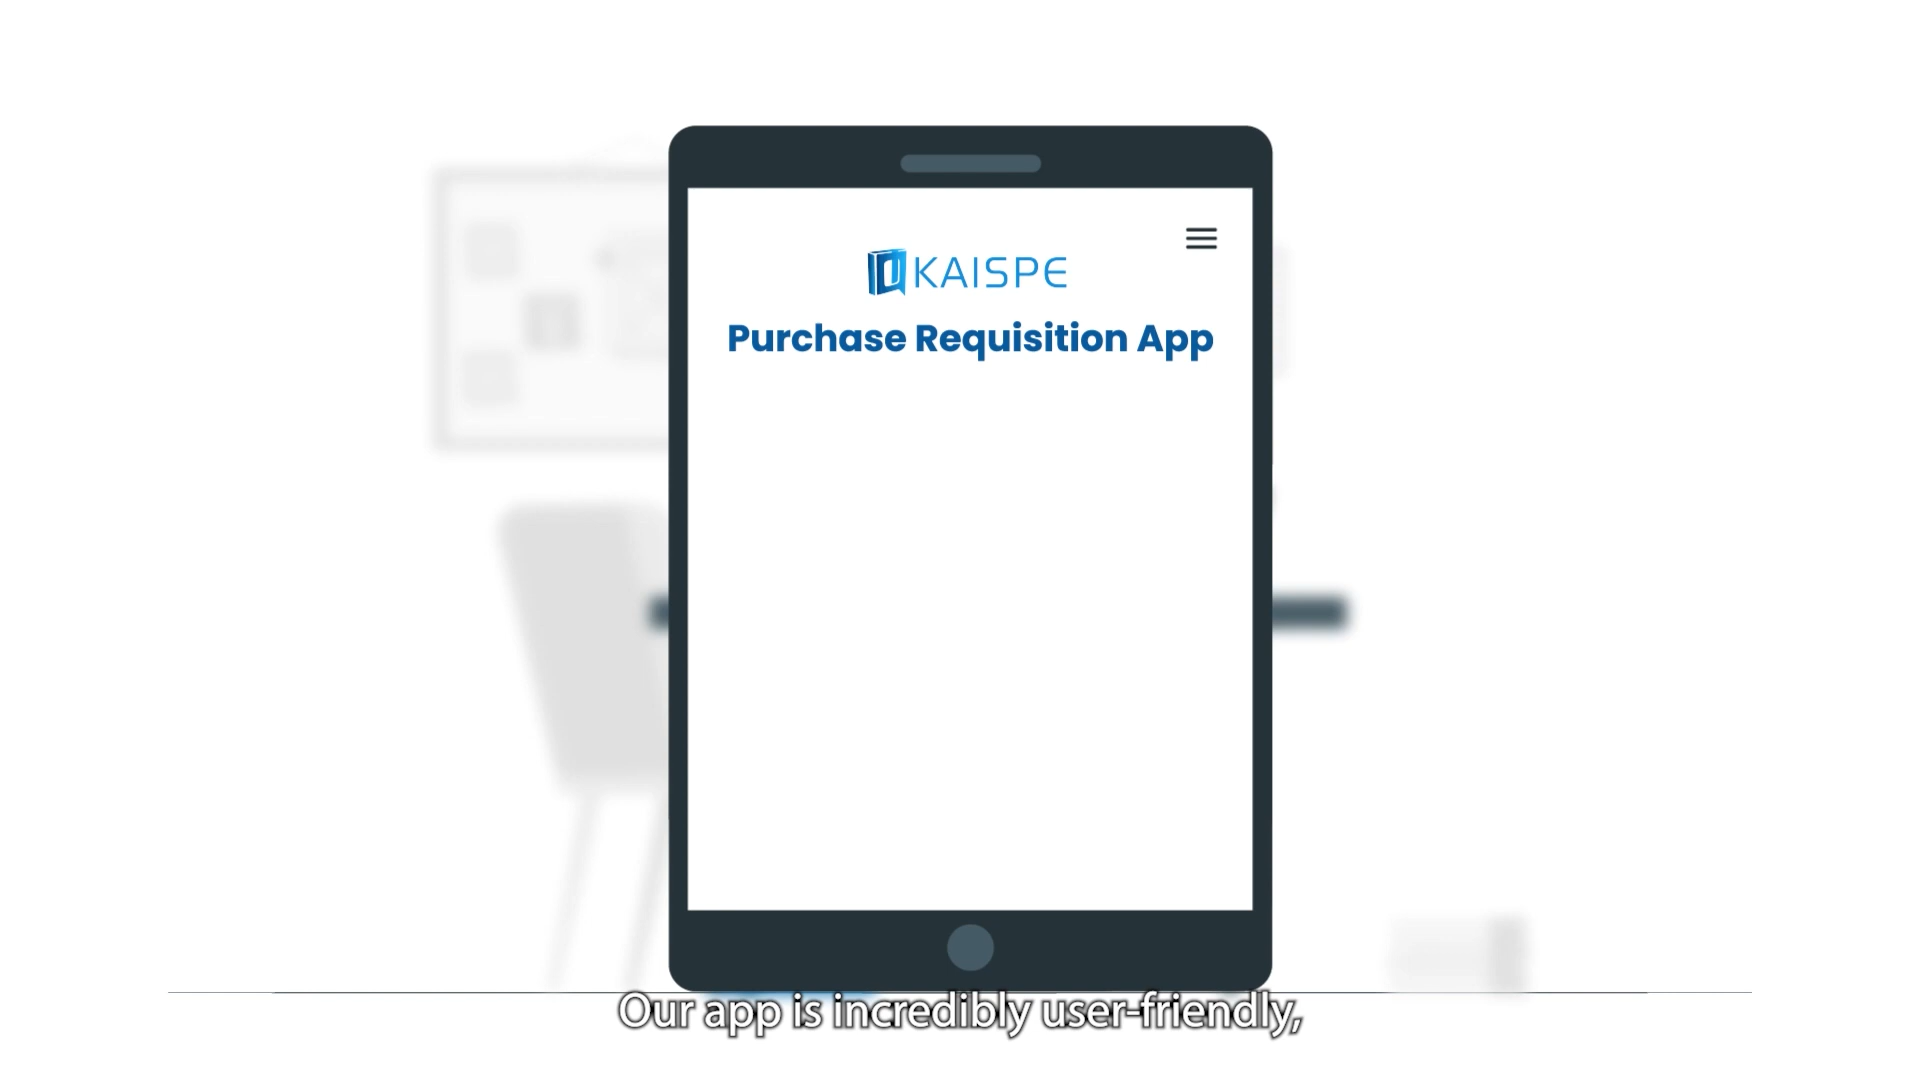 KAISPE
Purchase Requisition App
Our app is incredibly user-friendly,